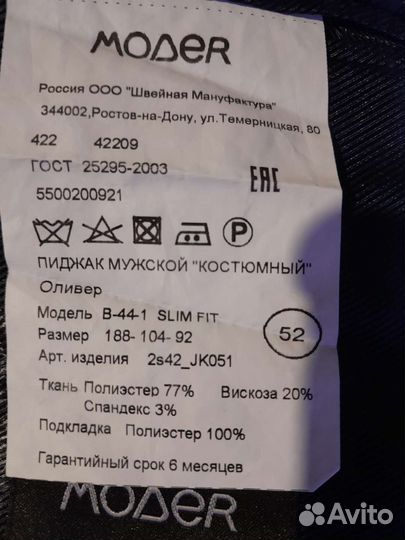 MODER
Россия ООО "Швейная Мануфактура"
344002,Ростов-на-Дону, ул.Темерницкая, 80
422 42209
ГОСТ 25295-2003
EAC
5500200921
P
ПИДЖАК МУЖСКОЙ "КОСТЮМНЫЙ"
Оливер
Модель B-44-1 SLIM FIT
52
Размер 188- 104- 92
Арт. изделия 2s42_JK051
Ткань Полиэстер 77% Вискоза 20%
Спандекс 3%
Подкладка Полиэстер 100%
Гарантийный срок 6 месяцев
MODER
Avito